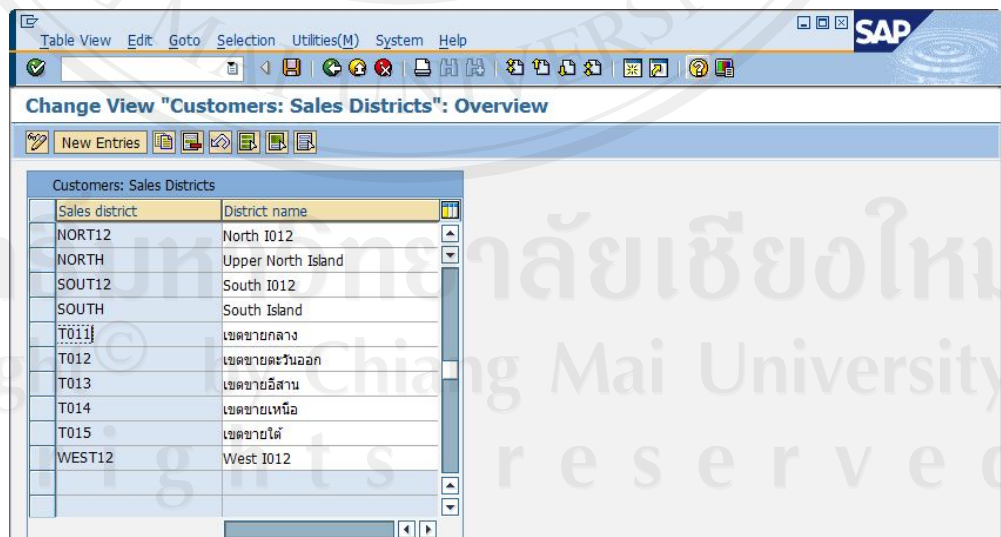 Table View Edit Goto Selection Utilities(M) System Help
SAP
Change View "Customers: Sales Districts": Overview
New Entries
Customers: Sales Districts
Sales district District name
NORT12 North I012
NORTH Upper North Island
SOUT12 South I012
SOUTH South Island
T011 เขตขายกลาง
T012 เขตขายตะวันออก
T013 เขตขายอีสาน
T014 เขตขายเหนือ
T015 เขตขายใต้
WEST12 West I012
by Chiang Mai University
rights reserved